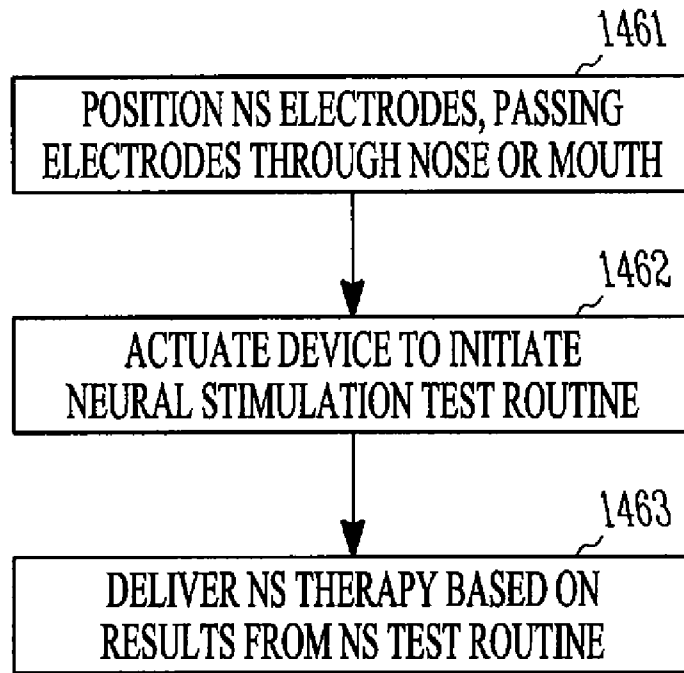 1461
POSITION NS ELECTRODES, PASSING
ELECTRODES THROUGH NOSE OR MOUTH
1462
ACTUATE DEVICE TO INITIATE
NEURAL STIMULATION TEST ROUTINE
1463
DELIVER NS THERAPY BASED ON
RESULTS FROM NS TEST ROUTINE